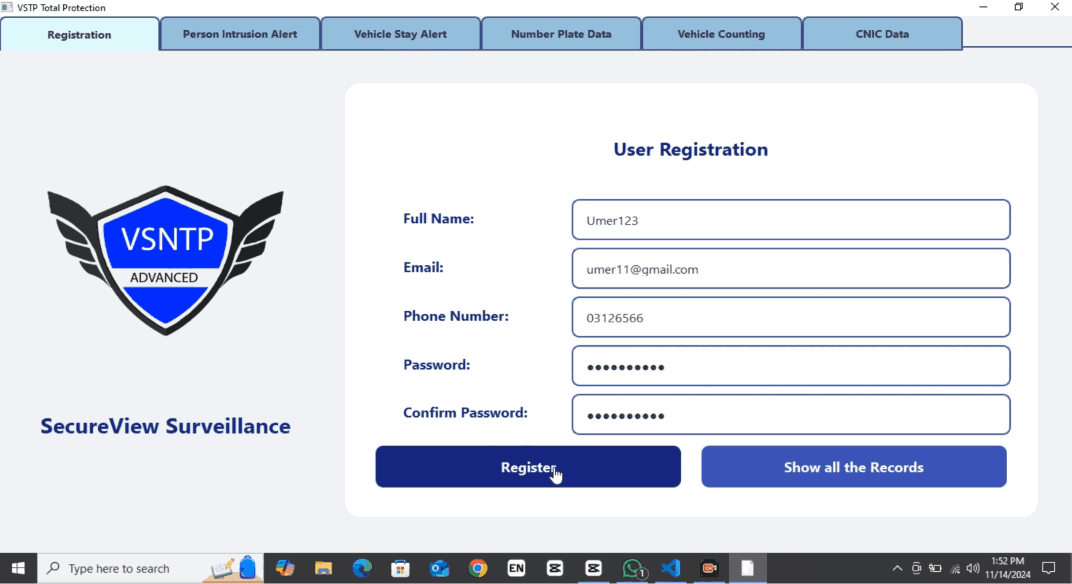 VSTP Total Protection
Registration
Person Intrusion Alert
Vehicle Stay Alert
Number Plate Data
Vehicle Counting
CNIC Data
VSNTP
ADVANCED
SecureView Surveillance
User Registration
Full Name:
Umer123
Email:
umer11@gmail.com
Phone Number:
03126566
Password:
●●●●●●●●●●
Confirm Password:
●●●●●●●●●●
Register
Show all the Records
Type here to search
EN
1
1:52 PM
11/14/2024